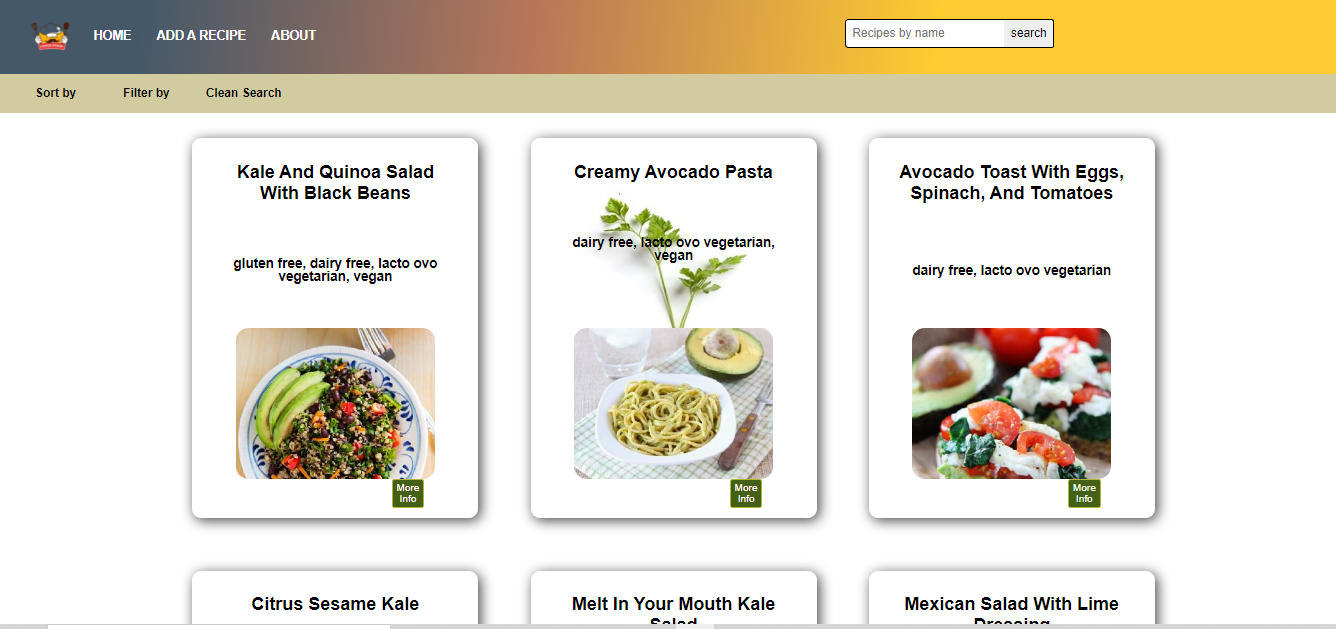 HOME ADD A RECIPE ABOUT
Recipes by name search
Sort by Filter by Clean Search
Kale And Quinoa Salad
With Black Beans
gluten free, dairy free, lacto ovo
vegetarian, vegan
More
Info
Creamy Avocado Pasta
dairy free, lacto ovo vegetarian,
vegan
More
Info
Avocado Toast With Eggs,
Spinach, And Tomatoes
dairy free, lacto ovo vegetarian
More
Info
Citrus Sesame Kale
Melt In Your Mouth Kale
Salad
Mexican Salad With Lime
Dressing